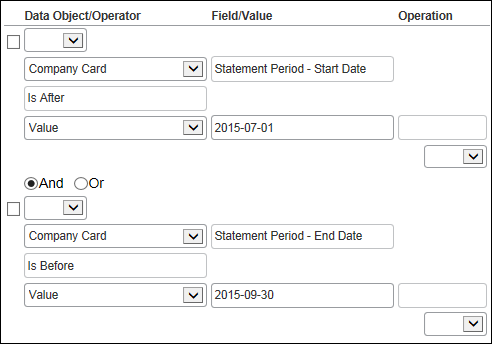 Data Object/Operator Field/Value Operation
Company Card Statement Period - Start Date
Is After
Value 2015-07-01
And Or
Company Card Statement Period - End Date
Is Before
Value 2015-09-30